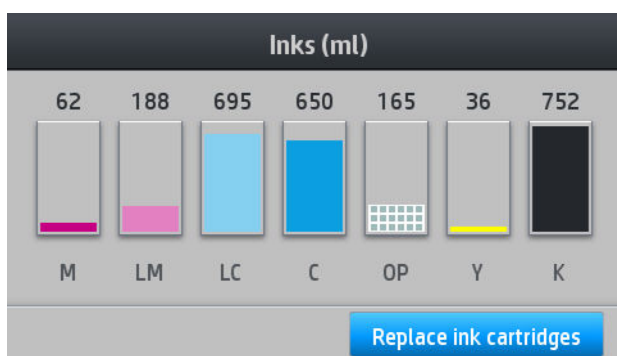 Inks (ml)
62 188 695 650 165 36 752
M LM LC C OP Y K
Replace ink cartridges